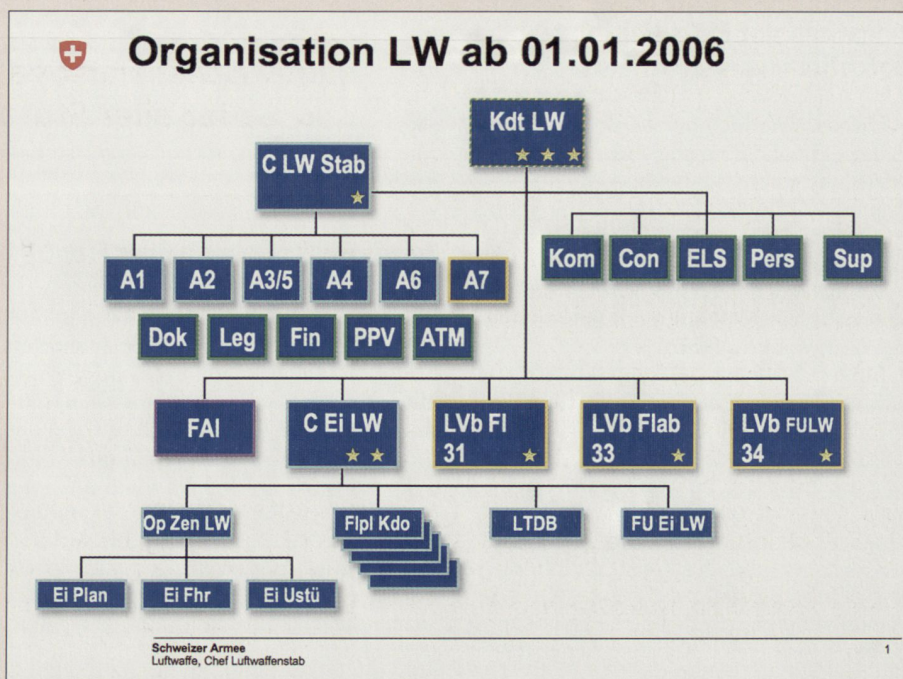 Organisation LW ab 01.01.2006
Kdt LW
C LW Stab
Kom
Con
ELS
Pers
Sup
A1
A2
A3/5
A4
A6
A7
Dok
Leg
Fin
PPV
ATM
FAI
C Ei LW
LVb Fl
31
LVb Flab
33
LVb FULW
34
Op Zen LW
Flpl Kdo
LTDB
FU Ei LW
Ei Plan
Ei Fhr
Ei Ustü
Schweizer Armee
Luftwaffe, Chef Luftwaffenstab
1